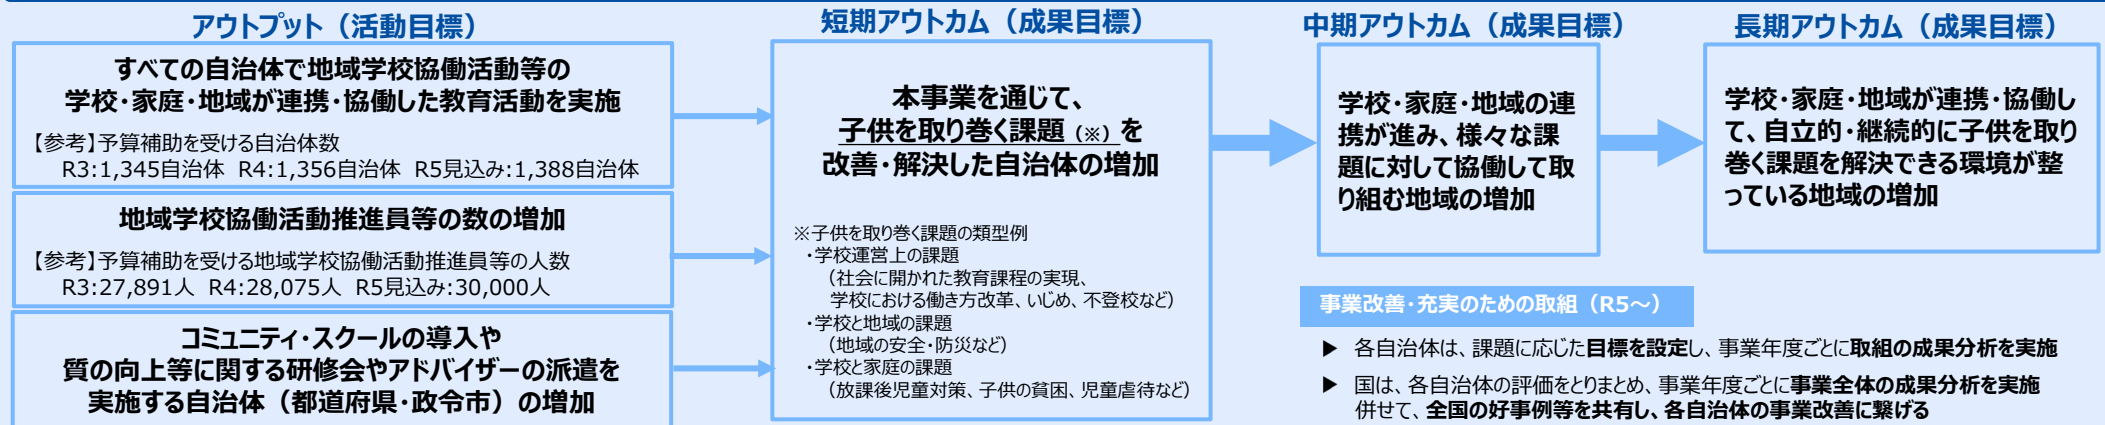 アウトプット（活動目標）
すべての自治体で地域学校協働活動等の
学校・家庭・地域が連携・協働した教育活動を実施
【参考】予算補助を受ける自治体数
R3:1,345自治体 R4:1,356自治体 R5見込み:1,388自治体
地域学校協働活動推進員等の数の増加
【参考】予算補助を受ける地域学校協働活動推進員等の人数
R3:27,891人 R4:28,075人 R5見込み:30,000人
コミュニティ・スクールの導入や
質の向上等に関する研修会やアドバイザーの派遣を
実施する自治体（都道府県・政令市）の増加
短期アウトカム（成果目標）
本事業を通じて、
子供を取り巻く課題（※）を
改善・解決した自治体の増加
※子供を取り巻く課題の類型例
・学校運営上の課題
（社会に開かれた教育課程の実現、
学校における働き方改革、いじめ、不登校など）
・学校と地域の課題
（地域の安全・防災など）
・学校と家庭の課題
（放課後児童対策、子供の貧困、児童虐待など）
中期アウトカム（成果目標）
学校・家庭・地域の連
携が進み、様々な課
題に対して協働して取
り組む地域の増加
長期アウトカム（成果目標）
学校・家庭・地域が連携・協働し
て、自立的・継続的に子供を取り
巻く課題を解決できる環境が整
っている地域の増加
事業改善・充実のための取組（R5～）
▶ 各自治体は、課題に応じた目標を設定し、事業年度ごとに取組の成果分析を実施
▶ 国は、各自治体の評価をとりまとめ、事業年度ごとに事業全体の成果分析を実施
併せて、全国の好事例等を共有し、各自治体の事業改善に繋げる